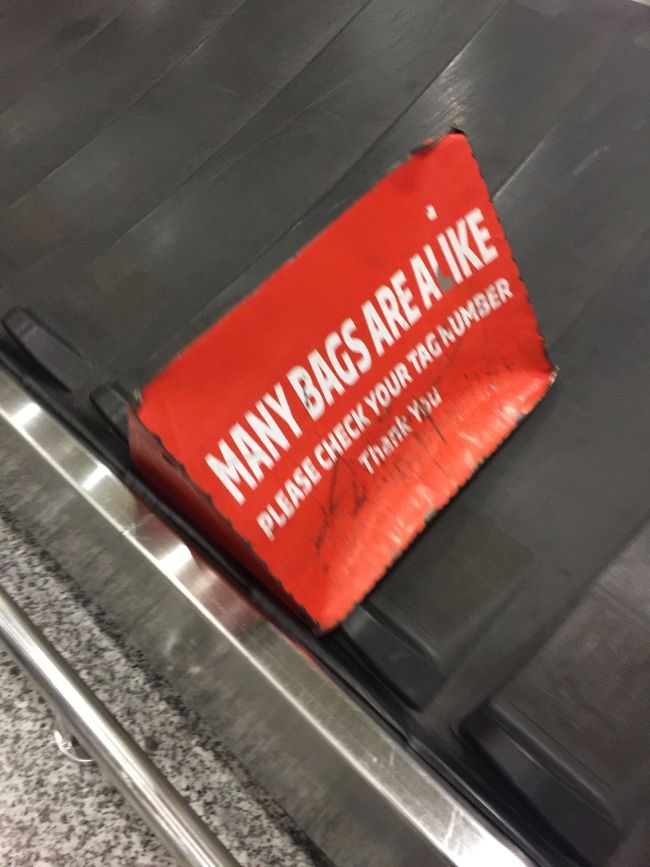 MANY BAGS ARE ALIKE
PLEASE CHECK YOUR TAG NUMBER
Thank You